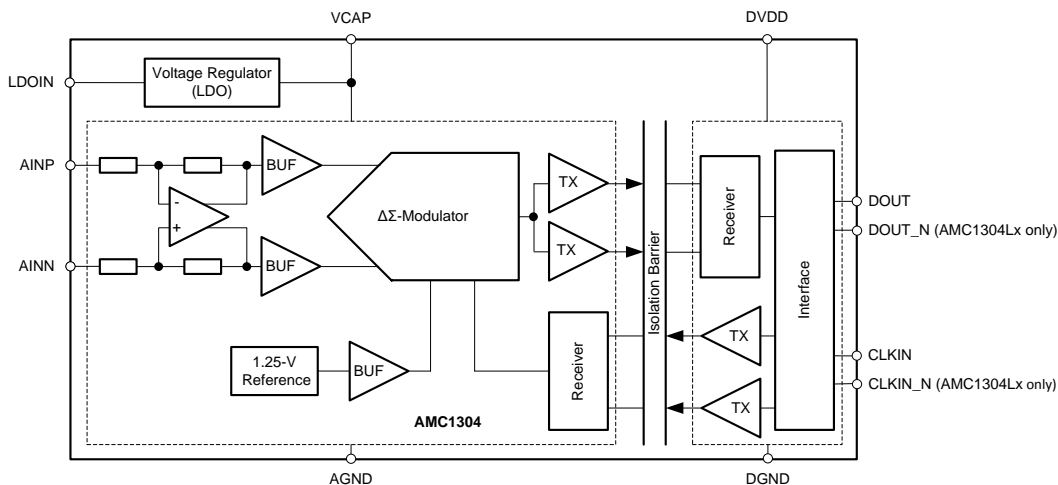 VCAP
DVDD
LDOIN
Voltage Regulator
(LDO)
AINP
BUF
TX
-
+
ΔΣ-Modulator
Receiver
DOUT
DOUT_N (AMC1304Lx only)
TX
AINN
BUF
Isolation Barrier
Interface
1.25-V
Reference
BUF
Receiver
TX
CLKIN
CLKIN_N (AMC1304Lx only)
TX
AMC1304
AGND
DGND